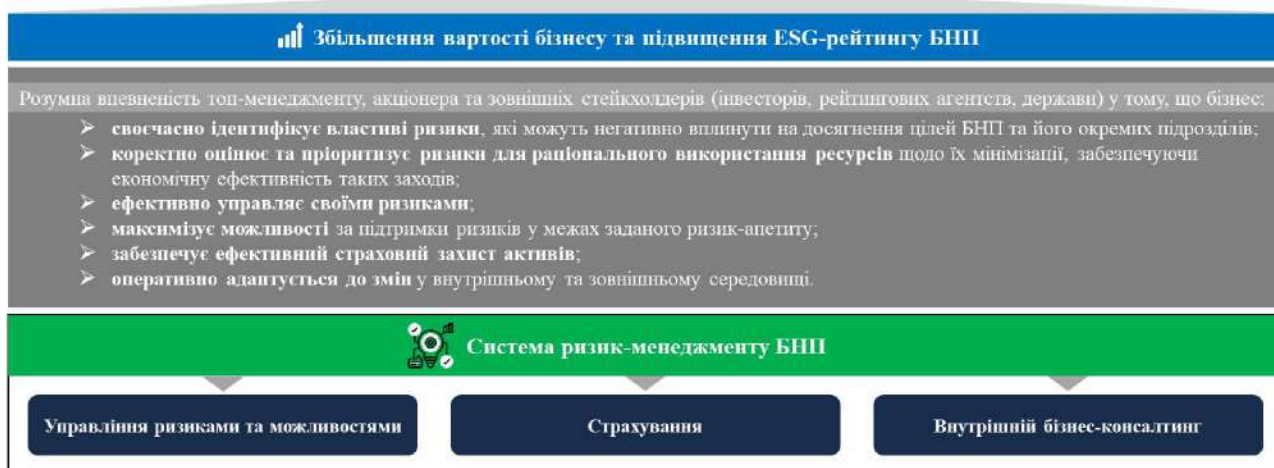 Збільшення вартості бізнесу та підвищення ESG-рейтингу БНП
Розумна впевненість топ-менеджменту, акціонера та зовнішніх стейкхолдерів (інвесторів, рейтингових агентств, держави) у тому, що бізнес:
➢ своєчасно ідентифікує властиві ризики, які можуть негативно вплинути на досягнення цілей БНП та його окремих підрозділів;
➢ коректно оцінює та пріоритизує ризики для раціонального використання ресурсів щодо їх мінімізації, забезпечуючи
економічну ефективність таких заходів;
➢ ефективно управляє своїми ризиками;
➢ максимізує можливості за підтримки ризиків у межах заданого ризик-апетиту;
➢ забезпечує ефективний страховий захист активів;
➢ оперативно адаптується до змін у внутрішньому та зовнішньому середовищі.
Система ризик-менеджменту БНП
Управління ризиками та можливостями
Страхування
Внутрішній бізнес-консалтинг